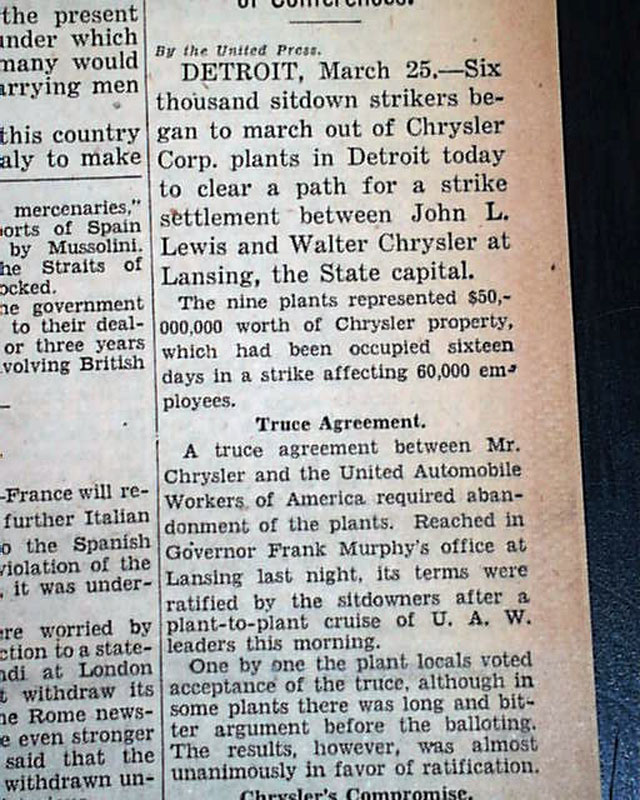 the present
under which
many would
arrying men
this country
aly to make
mercenaries,"
orts of Spain
by Mussolini.
he Straits of
ocked.
ne government
to their deal-
or three years
volving British
-France will re-
further Italian
o the Spanish
violation of the
, it was under-
ere worried by
ction to a state-
ndi at London
t withdraw its
he Rome news-
e even stronger
said that the
withdrawn un-
of Conferences.
By the United Press.
DETROIT, March 25.—Six
thousand sitdown strikers be-
gan to march out of Chrysler
Corp. plants in Detroit today
to clear a path for a strike
settlement between John L.
Lewis and Walter Chrysler at
Lansing, the State capital.
The nine plants represented $50,-
000,000 worth of Chrysler property,
which had been occupied sixteen
days in a strike affecting 60,000 em-
ployees.
Truce Agreement.
A truce agreement between Mr.
Chrysler and the United Automobile
Workers of America required aban-
donment of the plants. Reached in
Governor Frank Murphy's office at
Lansing last night, its terms were
ratified by the sitdowners after a
plant-to-plant cruise of U. A. W.
leaders this morning.
One by one the plant locals voted
acceptance of the truce, although in
some plants there was long and bit-
ter argument before the balloting.
The results, however, was almost
unanimously in favor of ratification.
Chrysler's Compromise.